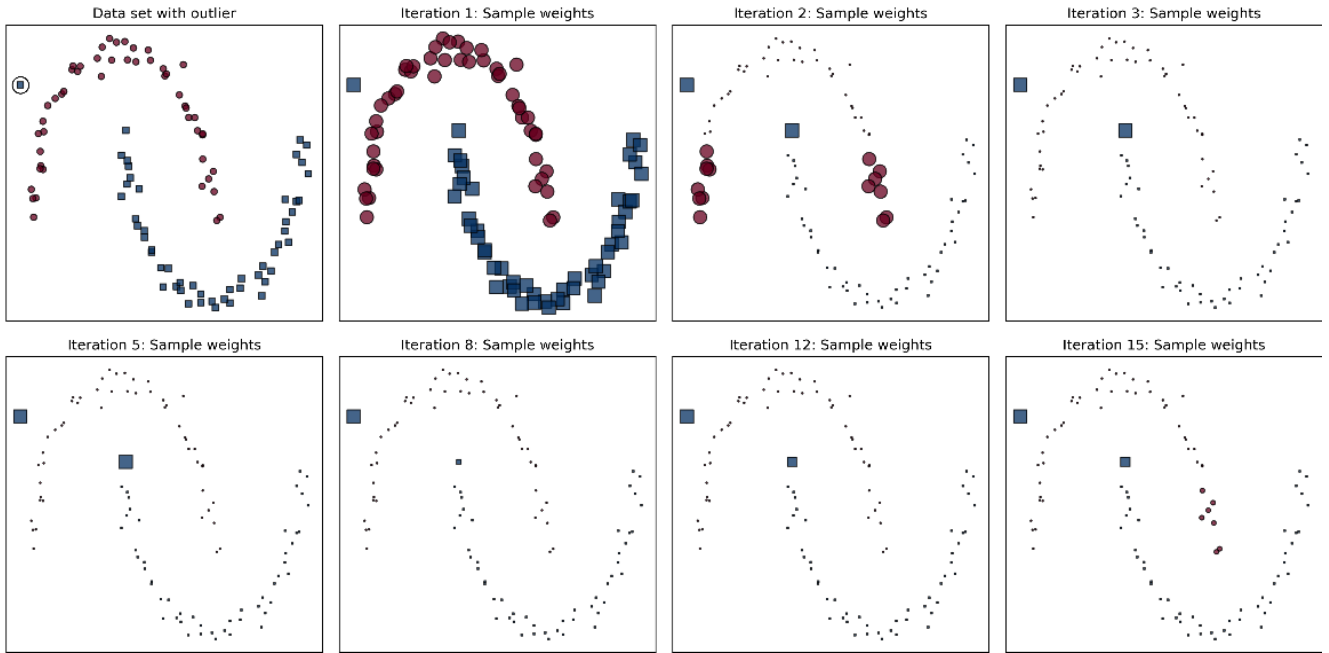 Data set with outlier
Iteration 1: Sample weights
Iteration 2: Sample weights
Iteration 3: Sample weights
Iteration 5: Sample weights
Iteration 8: Sample weights
Iteration 12: Sample weights
Iteration 15: Sample weights